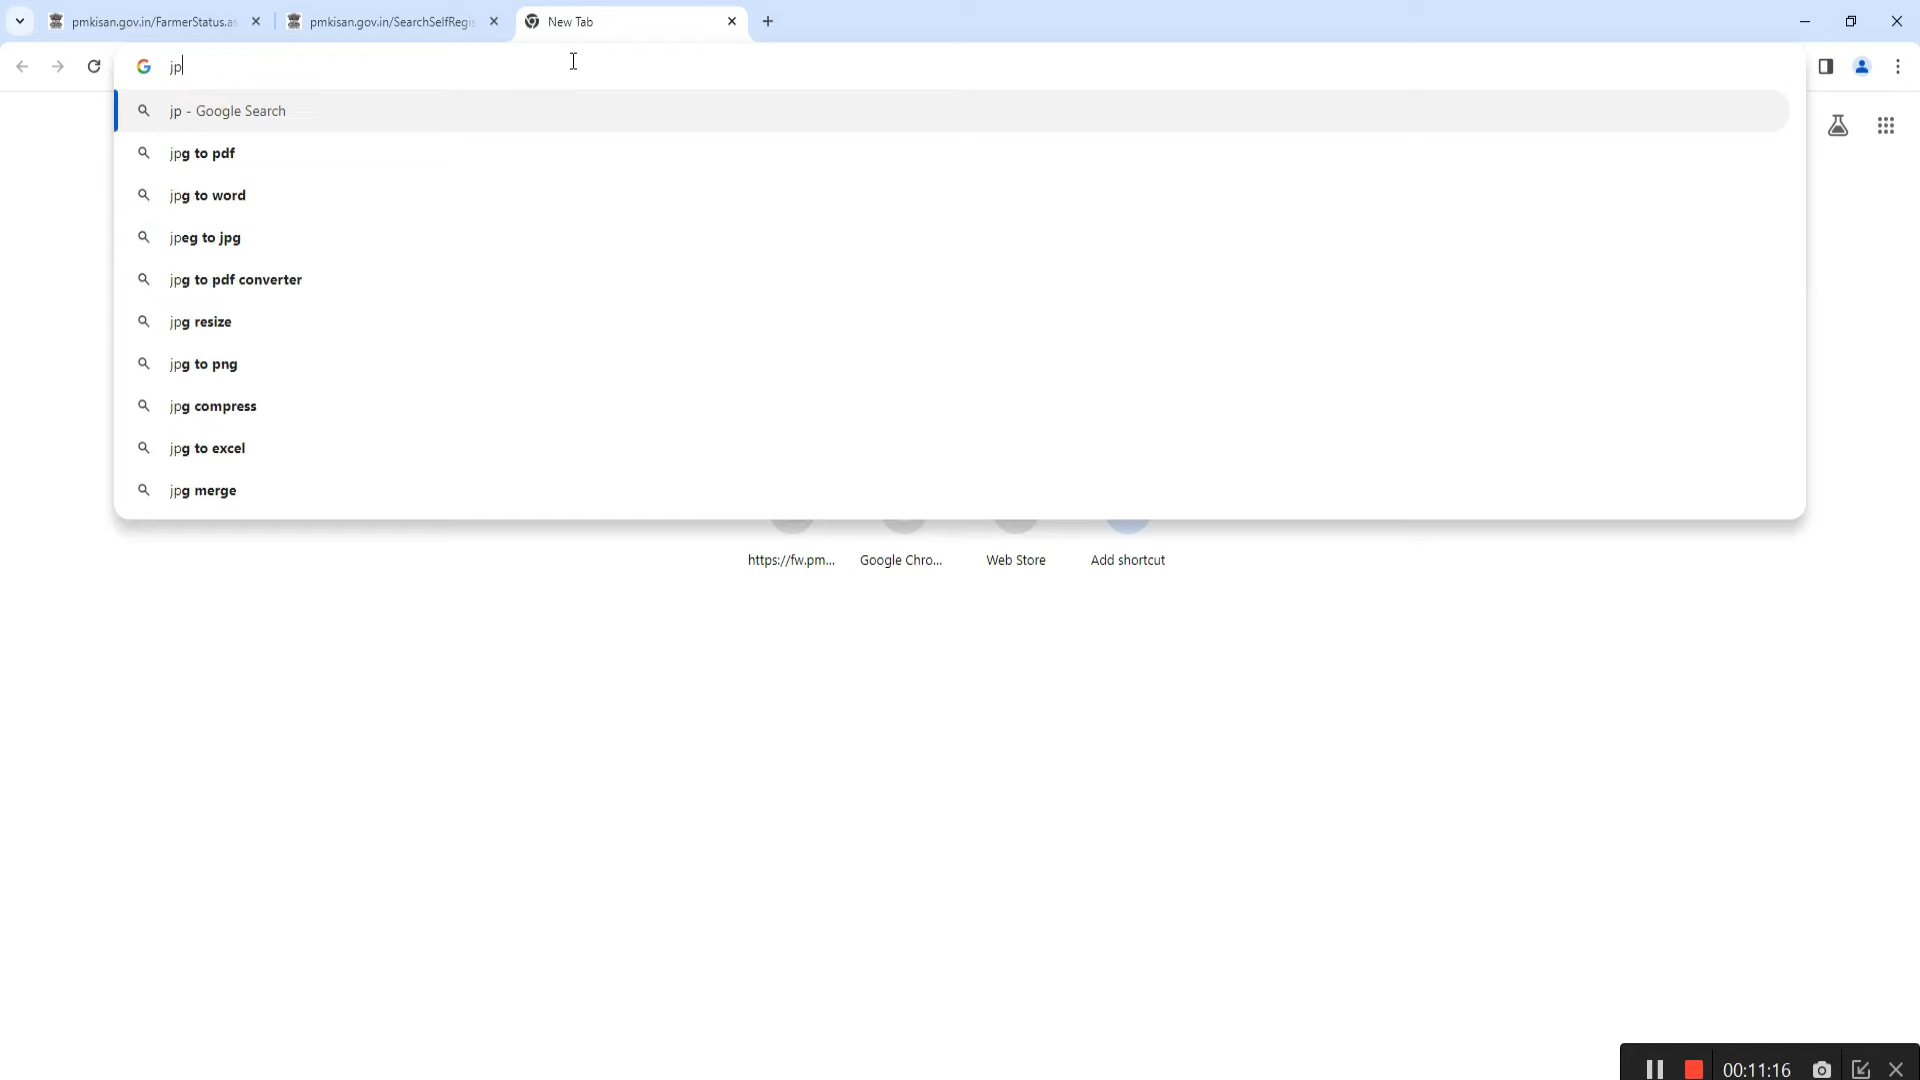 pmkisan.gov.in/FarmerStatus.as
pmkisan.gov.in/SearchSelfRegis
New Tab
jp
jp - Google Search
jpg to pdf
jpg to word
jpeg to jpg
jpg to pdf converter
jpg resize
jpg to png
jpg compress
jpg to excel
jpg merge
https://fw.pm...
Google Chro...
Web Store
Add shortcut
00:11:16